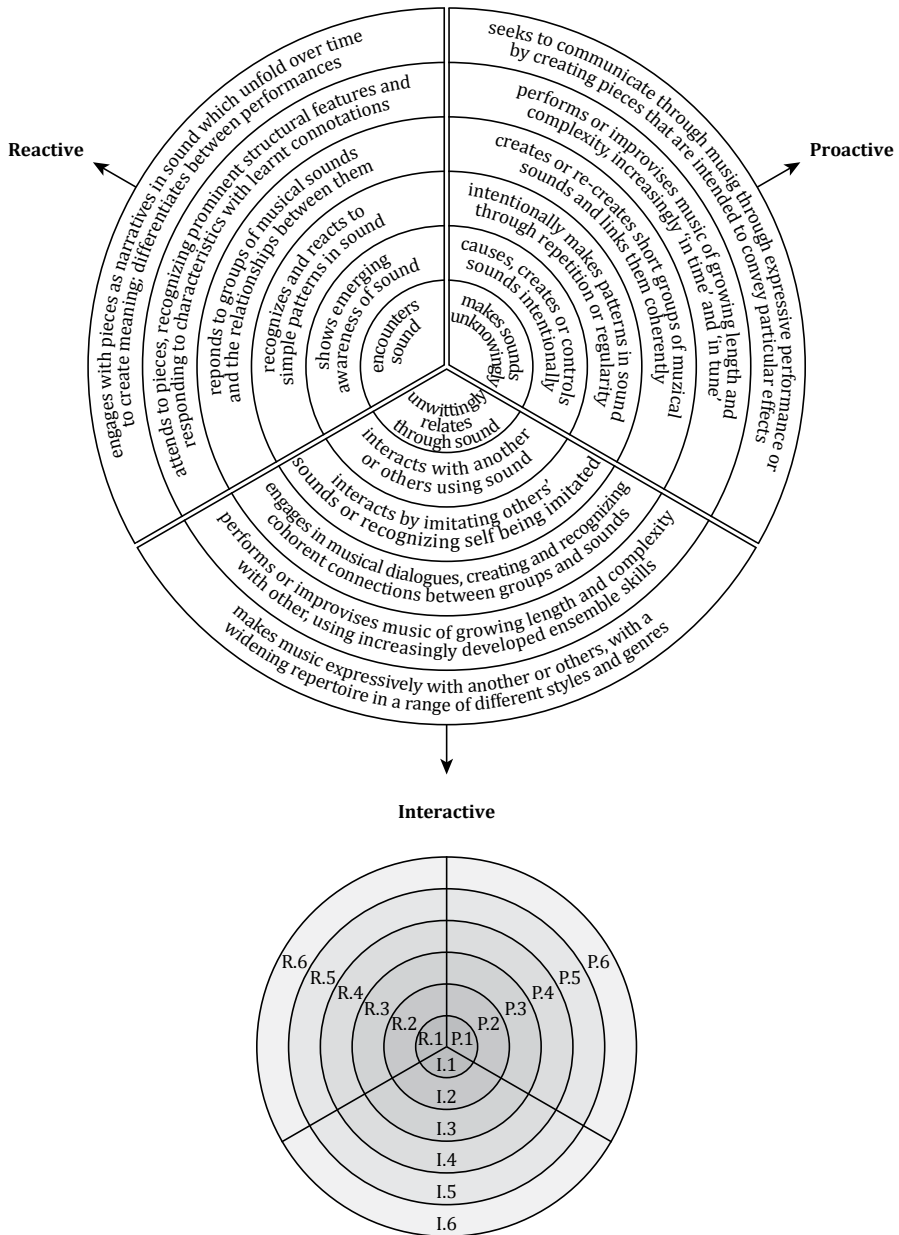 Reactive
engages with pieces as narratives in sound which unfold over time
to create meaning; differentiates between performances
attends to pieces, recognizing prominent structural features and
responding to characteristics with learnt connotations
reponds to groups of musical sounds
and the relationships between them
recognizes and reacts to
simple patterns in sound
shows emerging
awareness of sound
encounters
sound
Proactive
seeks to communicate through musig through expressive performance or
by creating pieces that are intended to convey particular effects
performs or improvises music of growing length and
complexity, increasingly ‘in time’ and ‘in tune’
creates or re-creates short groups of muzical
sounds and links them coherently
intentionally makes patterns in sound
through repetition or regularity
causes, creates or controls
sounds intentionally
makes sounds
unknowingly
unwittingly
relates
through sound
interacts with another
or others using sound
interacts by imitating others’
sounds or recognizing self being imitated
engages in musical dialogues, creating and recognizing
coherent connections between groups and sounds
performs or improvises music of growing length and complexity
with other, using increasingly developed ensemble skills
makes music expressively with another or others, with a
widening repertoire in a range of different styles and genres
Interactive
R.6
R.5
R.4
R.3
R.2
R.1
P.1
P.2
P.3
P.4
P.5
P.6
I.1
I.2
I.3
I.4
I.5
I.6